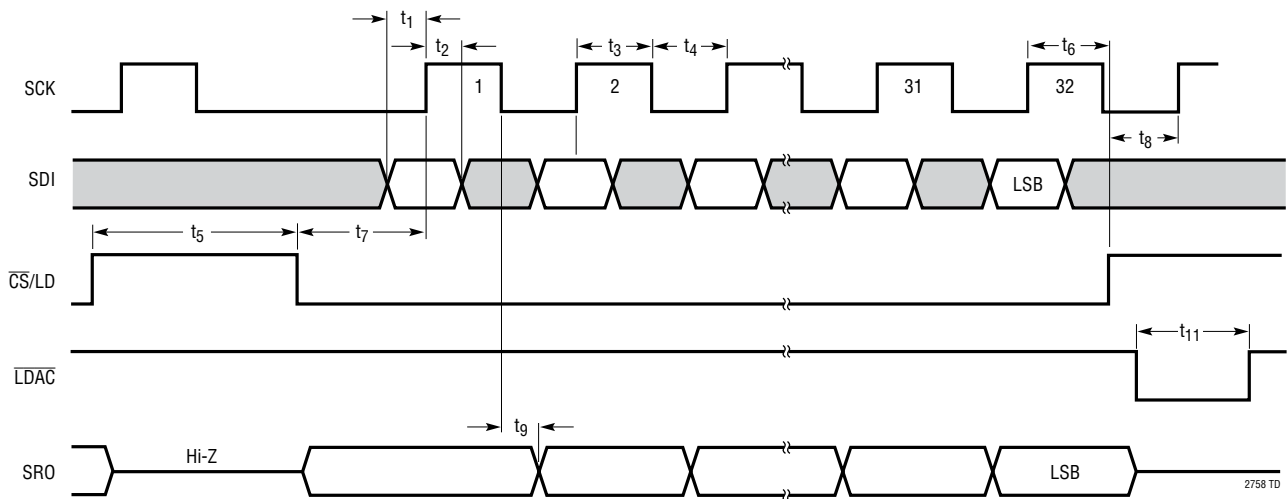 t1
t2
t3
t4
t6
SCK
1
2
31
32
t8
SDI
LSB
t5
t7
CS/LD
t11
LDAC
t9
Hi-Z
SRO
LSB
2758 TD